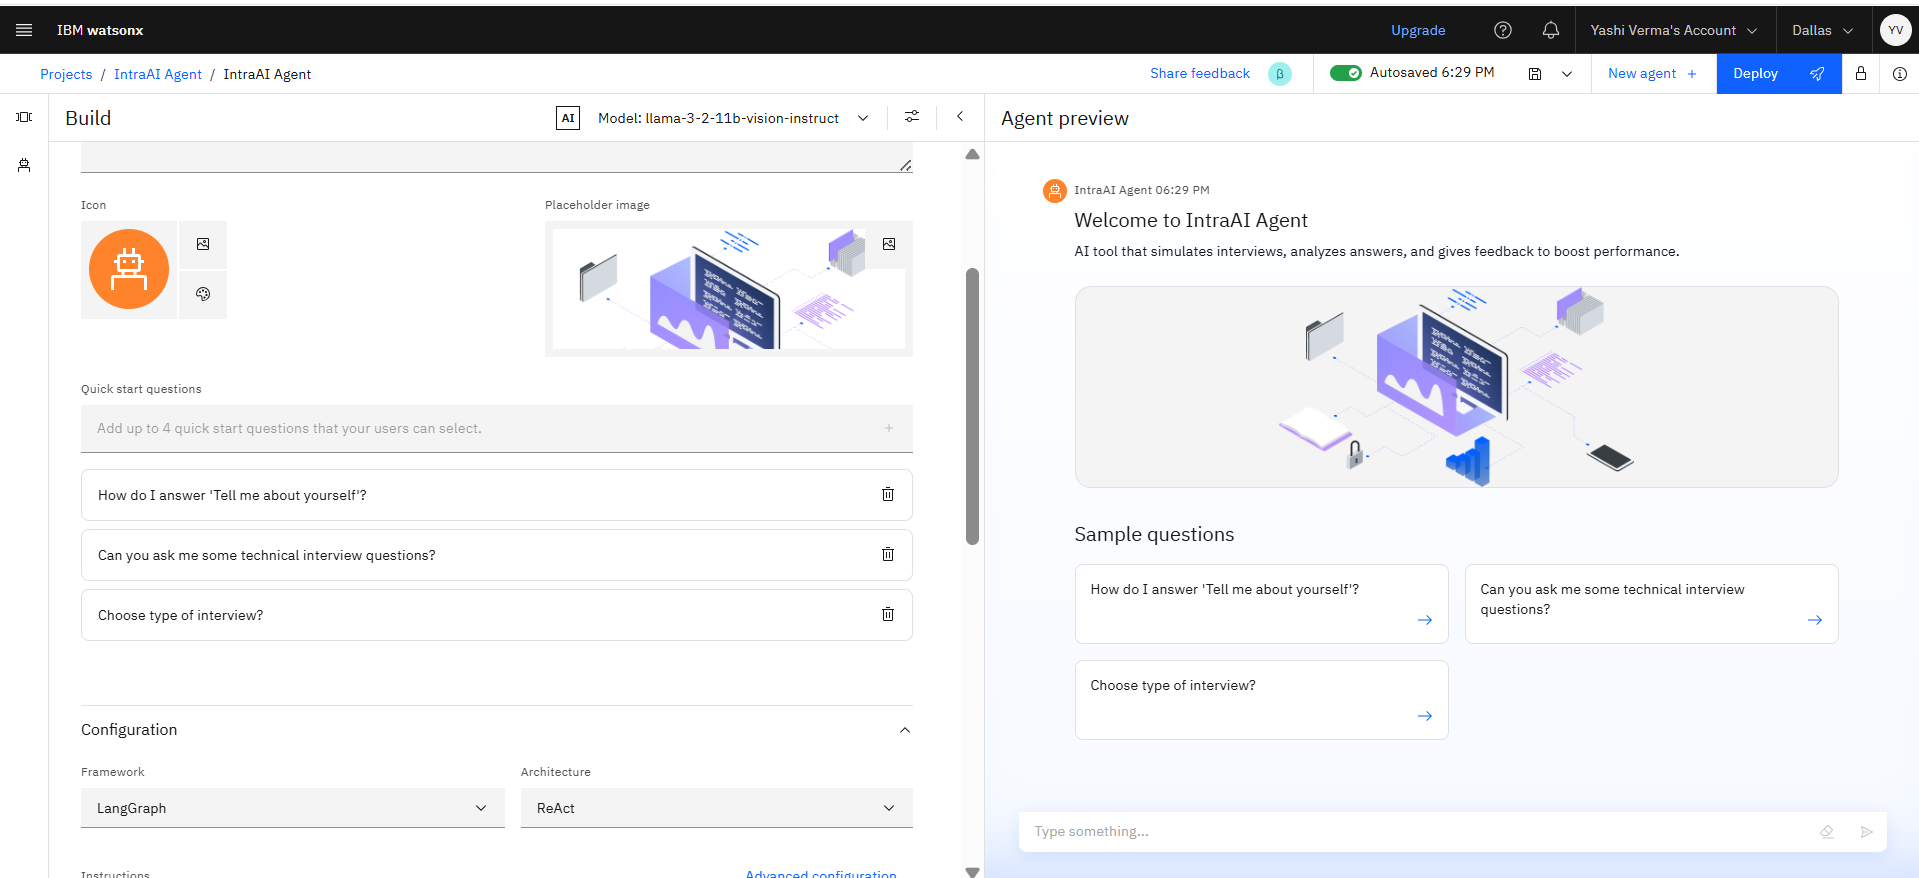 IBM watsonx
Upgrade
Yashi Verma's Account
Dallas
YV
Projects / IntraAI Agent / IntraAI Agent
Share feedback
β
Autosaved 6:29 PM
New agent +
Deploy
Build
AI
Model: llama-3-2-11b-vision-instruct
Icon
Placeholder image
Quick start questions
Add up to 4 quick start questions that your users can select.
How do I answer 'Tell me about yourself'?
Can you ask me some technical interview questions?
Choose type of interview?
Configuration
Framework
Architecture
LangGraph
ReAct
Instructions
Advanced configuration
Agent preview
IntraAI Agent 06:29 PM
Welcome to IntraAI Agent
AI tool that simulates interviews, analyzes answers, and gives feedback to boost performance.
Sample questions
How do I answer 'Tell me about yourself'?
Can you ask me some technical interview
questions?
Choose type of interview?
Type something...